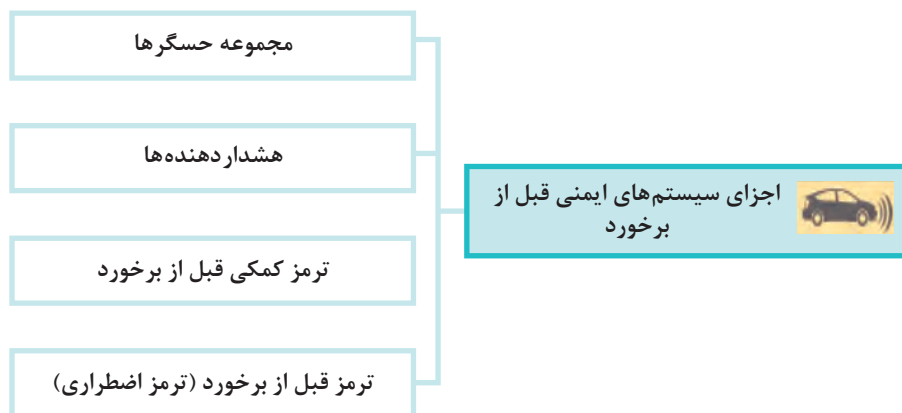 اجزای سیستم‌های ایمنی قبل از
برخورد
مجموعه حسگرها
هشداردهنده‌ها
ترمز کمکی قبل از برخورد
ترمز قبل از برخورد (ترمز اضطراری)